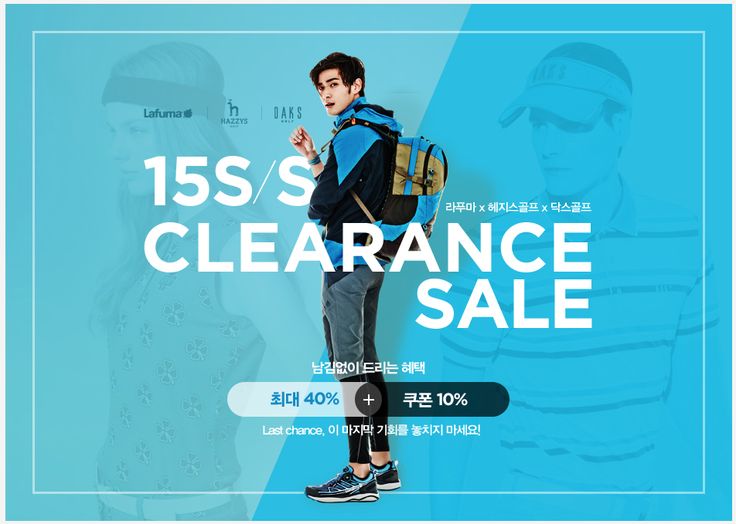 Lafuma
HAZZYS
GOLF
DAKS
GOLF
DAKS
15S/S
라푸마 x 헤지스골프 x 닥스골프
CLEARANCE
SALE
남김없이 드리는 혜택
최대 40% + 쿠폰 10%
Last chance, 이 마지막 기회를 놓치지 마세요!